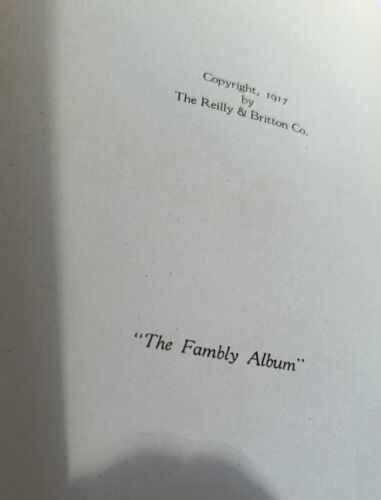 Copyright, 1917
by
The Reilly & Britton Co.
"The Fambly Album"